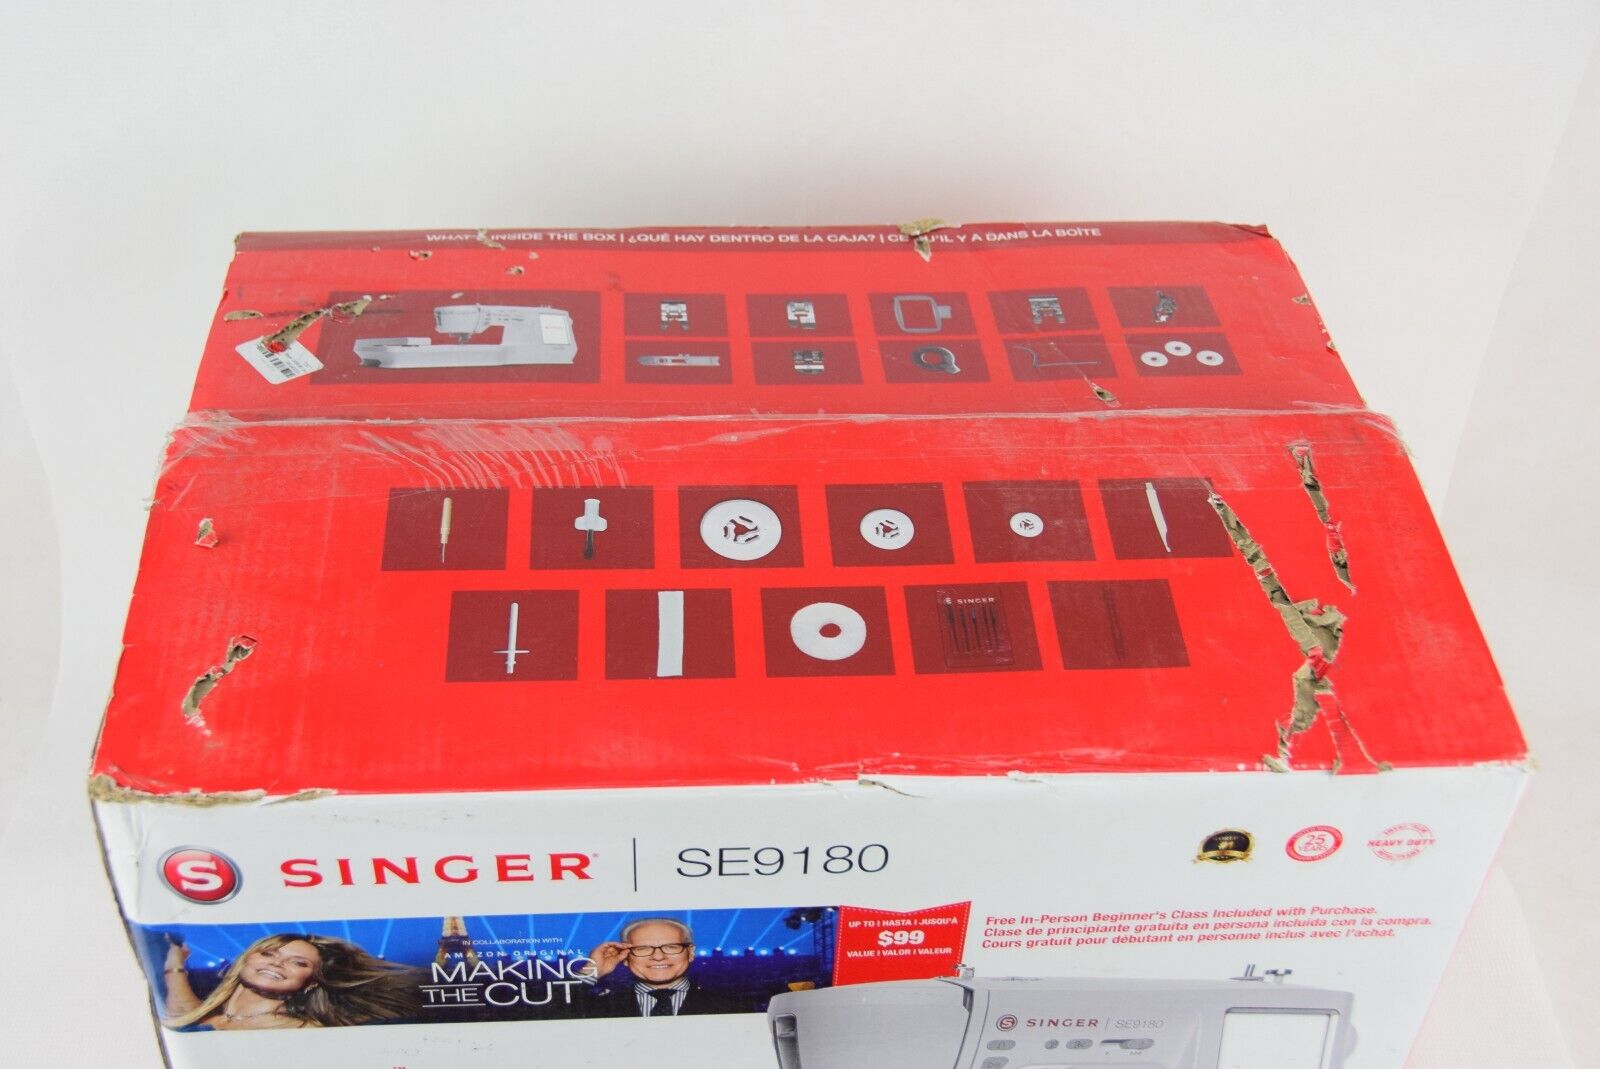 INSIDE THE BOX | ¿QUÉ HAY DENTRO DE LA CAJA? | Y A DANS LA BOÎTE
SINGER
S SINGER | SE9180
25
YEARS
HEAVY DUTY
IN COLLABORATION WITH
AMAZON ORIGINAL
MAKING
THE CUT
UP TO | HASTA | JUSQU'À
$99
VALUE | VALOR | VALEUR
Free In-Person Beginner's Class Included with Purchase.
Clase de principiante gratuita en persona incluida con la compra.
Cours gratuit pour débutant en personne inclus avec l'achat.
S SINGER | SE9180